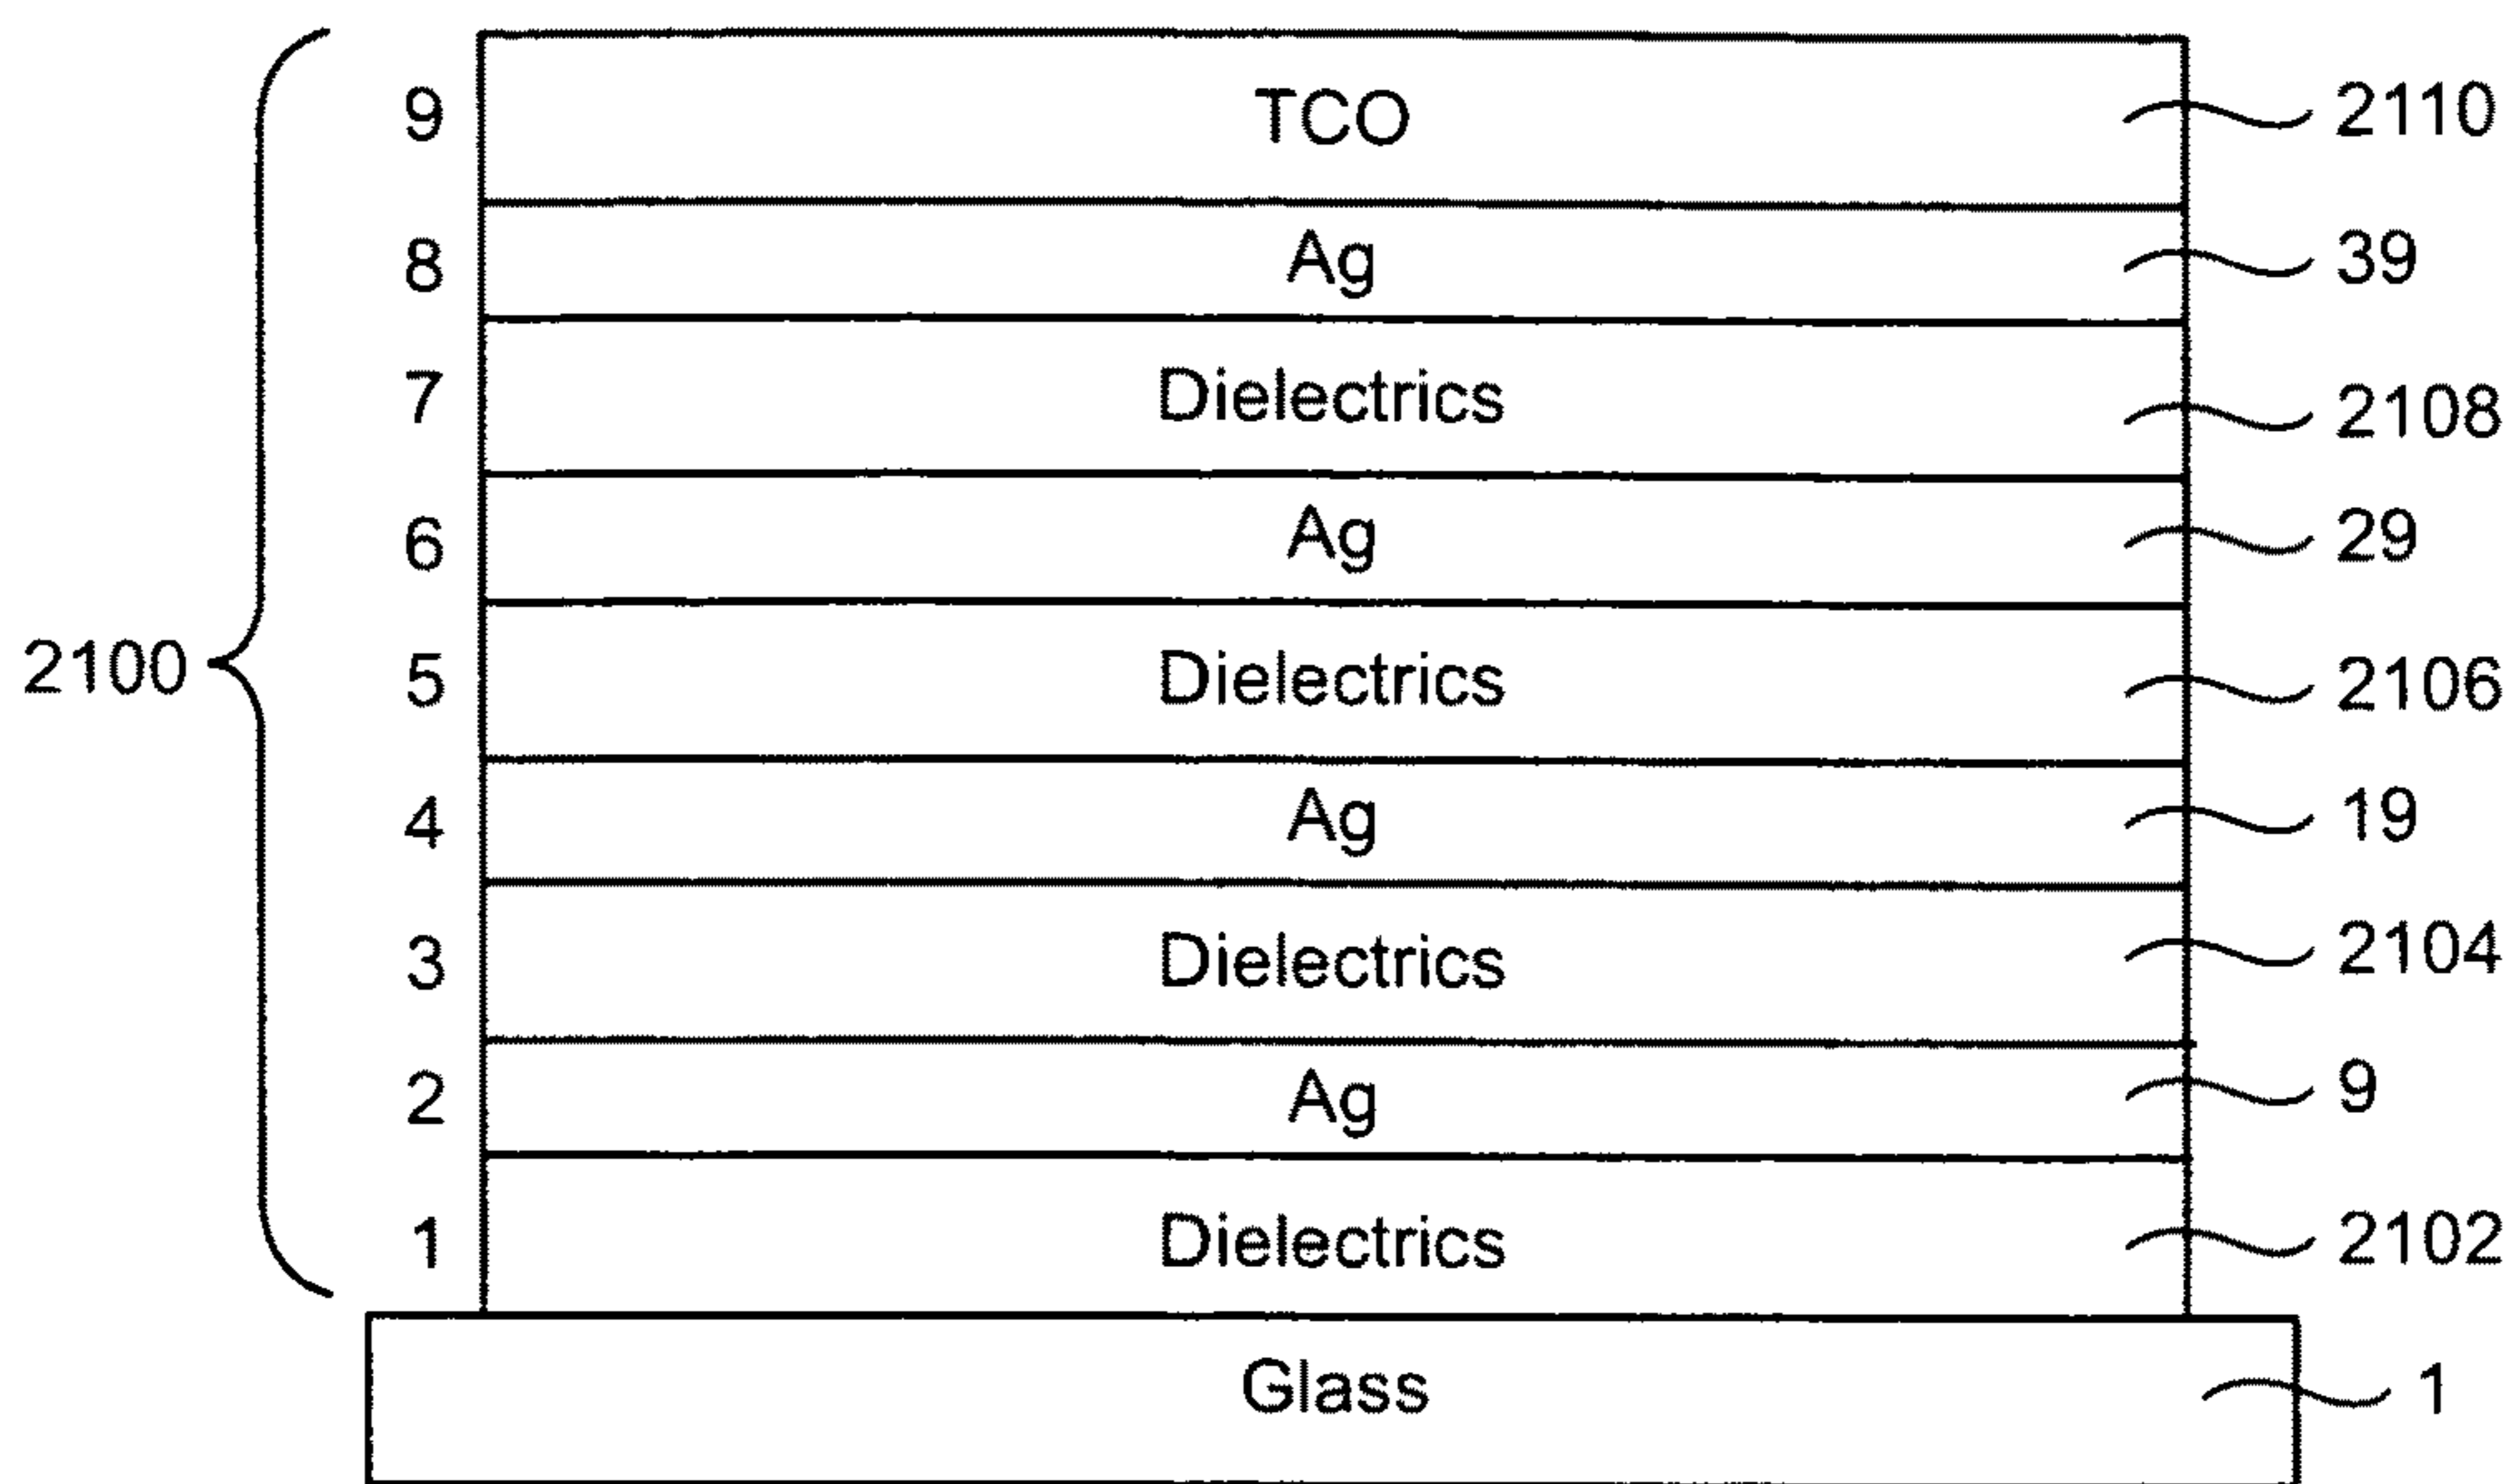 9 TCO 2110
8 Ag 39
7 Dielectrics 2108
6 Ag 29
2100 5 Dielectrics 2106
4 Ag 19
3 Dielectrics 2104
2 Ag 9
1 Dielectrics 2102
Glass 1